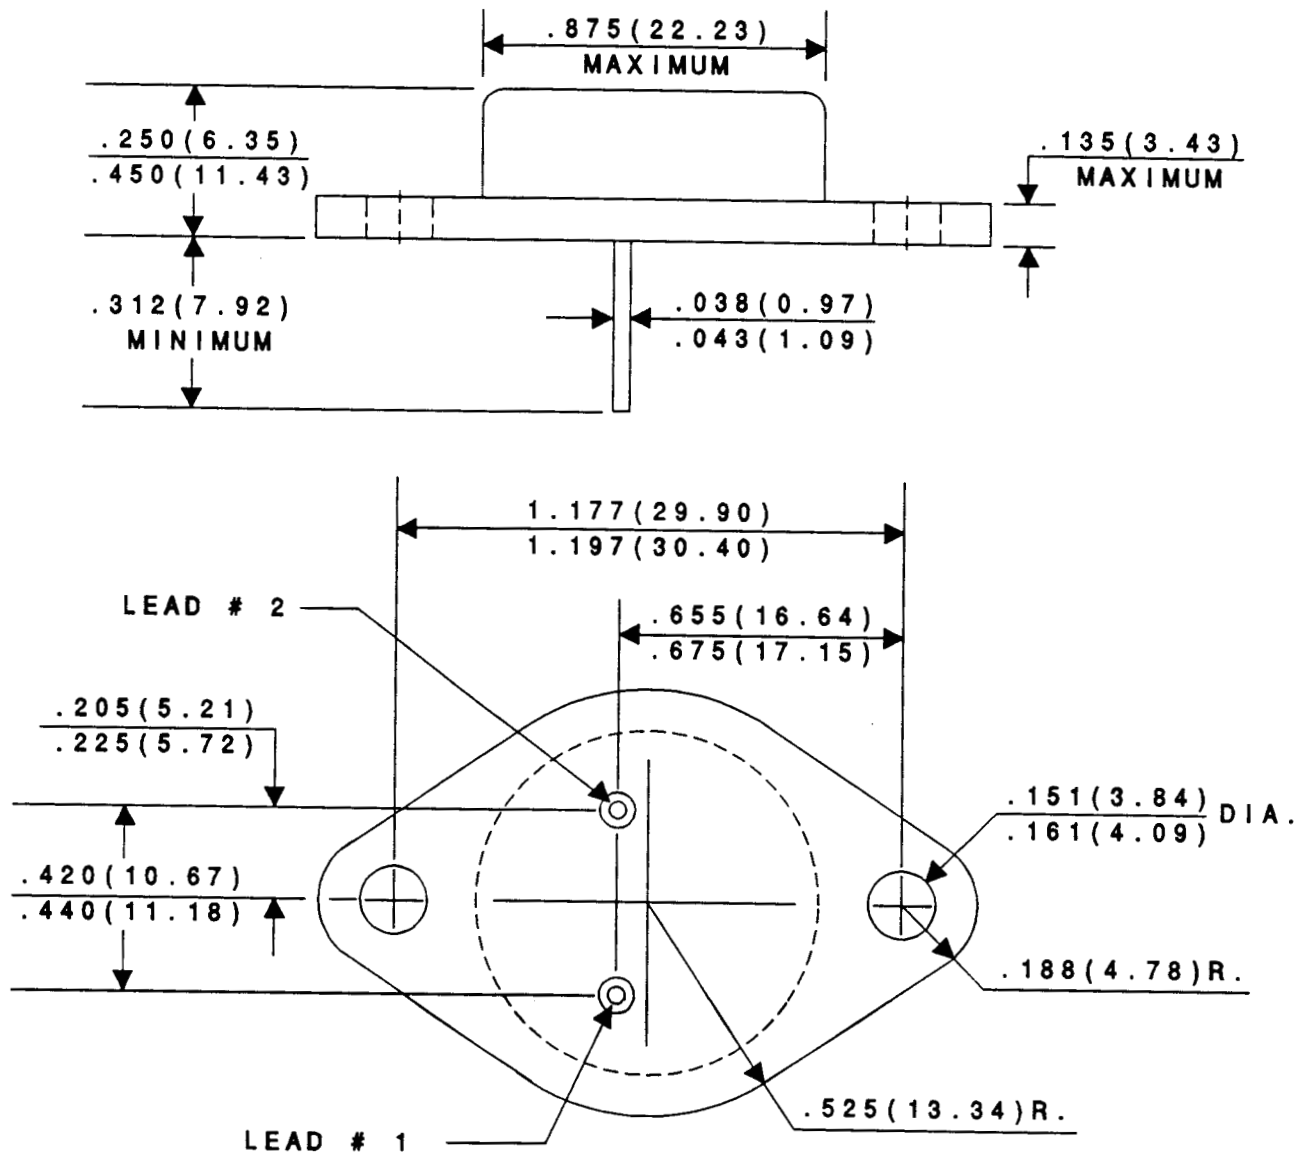 .875(22.23)
MAXIMUM
.250(6.35)
.450(11.43)
.135(3.43)
MAXIMUM
.312(7.92)
MINIMUM
.038(0.97)
.043(1.09)
1.177(29.90)
1.197(30.40)
LEAD # 2
.655(16.64)
.675(17.15)
.205(5.21)
.225(5.72)
.151(3.84)
.161(4.09)
DIA.
.420(10.67)
.440(11.18)
.188(4.78)R.
.525(13.34)R.
LEAD # 1